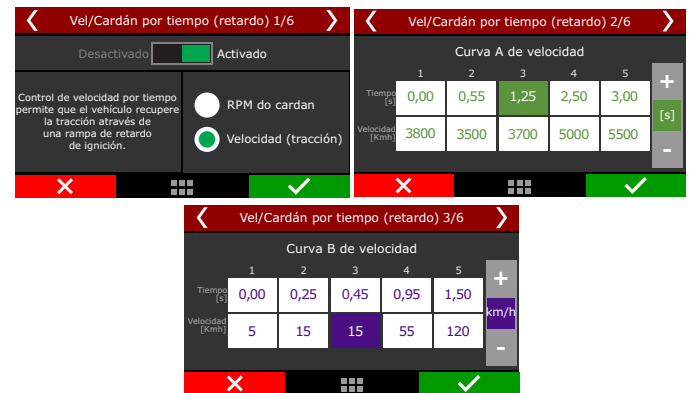 Vel/Cardán por tiempo (retardo) 1/6
Desactivado Activado
Control de velocidad por tiempo
permite que el vehículo recupere
la tracción através de
una rampa de retardo
de ignición.
RPM do cardan
Velocidad (tracción)
Vel/Cardán por tiempo (retardo) 2/6
Curva A de velocidad
1 2 3 4 5
Tiempo
[s]
0,00 0,55 1,25 2,50 3,00
Velocidad
[Kmh]
3800 3500 3700 5000 5500
+
[s]
-
Vel/Cardán por tiempo (retardo) 3/6
Curva B de velocidad
1 2 3 4 5
Tiempo
[s]
0,00 0,25 0,45 0,95 1,50
Velocidad
[Kmh]
5 15 15 55 120
+
km/h
-